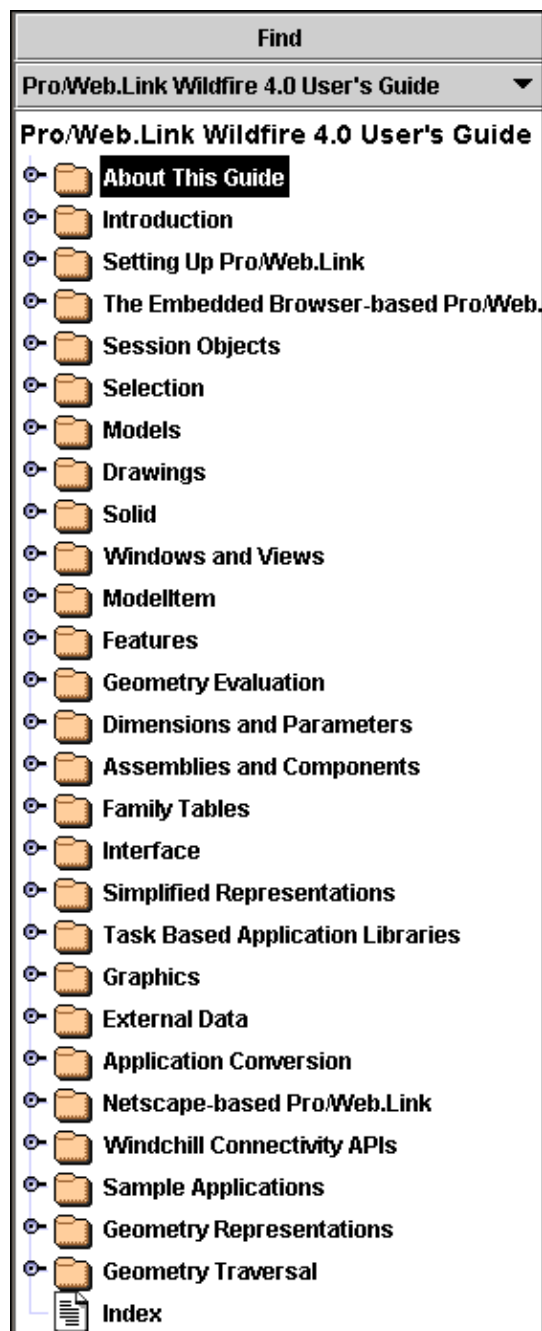 Find
Pro/Web.Link Wildfire 4.0 User's Guide
Pro/Web.Link Wildfire 4.0 User's Guide
About This Guide
Introduction
Setting Up Pro/Web.Link
The Embedded Browser-based Pro/Web.
Session Objects
Selection
Models
Drawings
Solid
Windows and Views
ModelItem
Features
Geometry Evaluation
Dimensions and Parameters
Assemblies and Components
Family Tables
Interface
Simplified Representations
Task Based Application Libraries
Graphics
External Data
Application Conversion
Netscape-based Pro/Web.Link
Windchill Connectivity APIs
Sample Applications
Geometry Representations
Geometry Traversal
Index